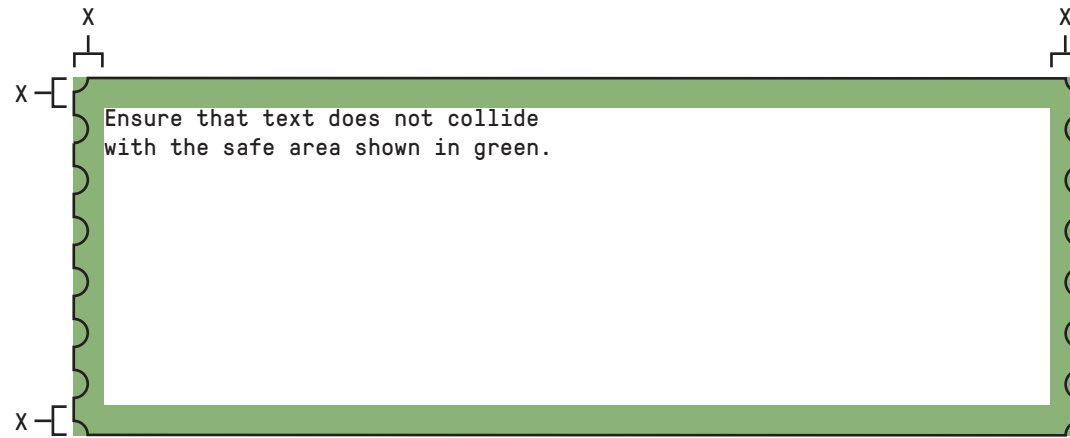 X X
X
Ensure that text does not collide
with the safe area shown in green.
X